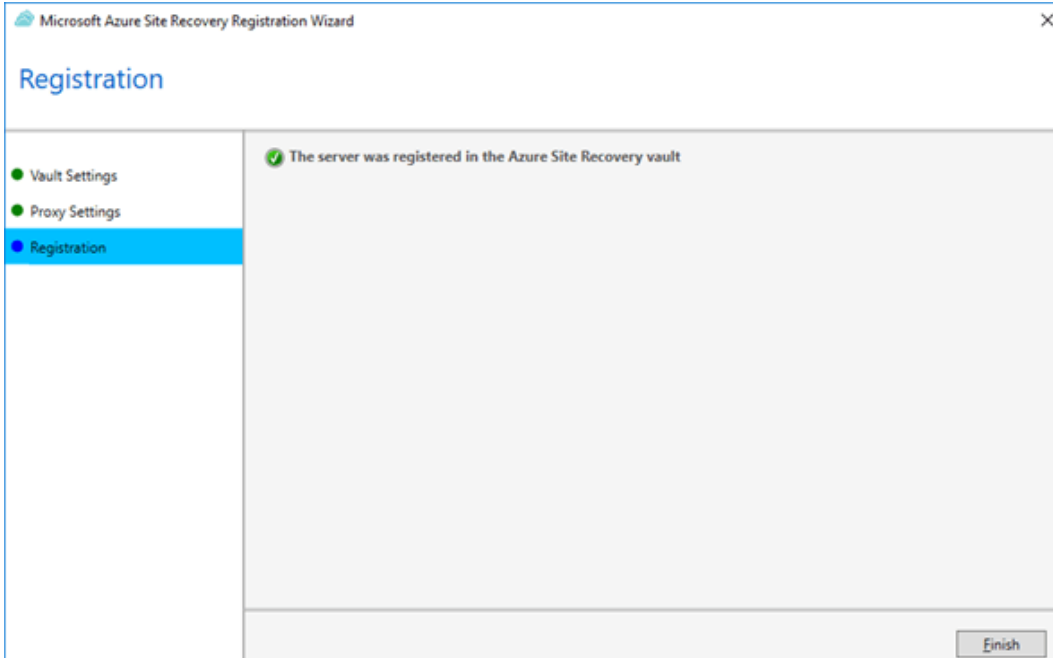 Microsoft Azure Site Recovery Registration Wizard
Registration
Vault Settings
Proxy Settings
Registration
The server was registered in the Azure Site Recovery vault
Finish